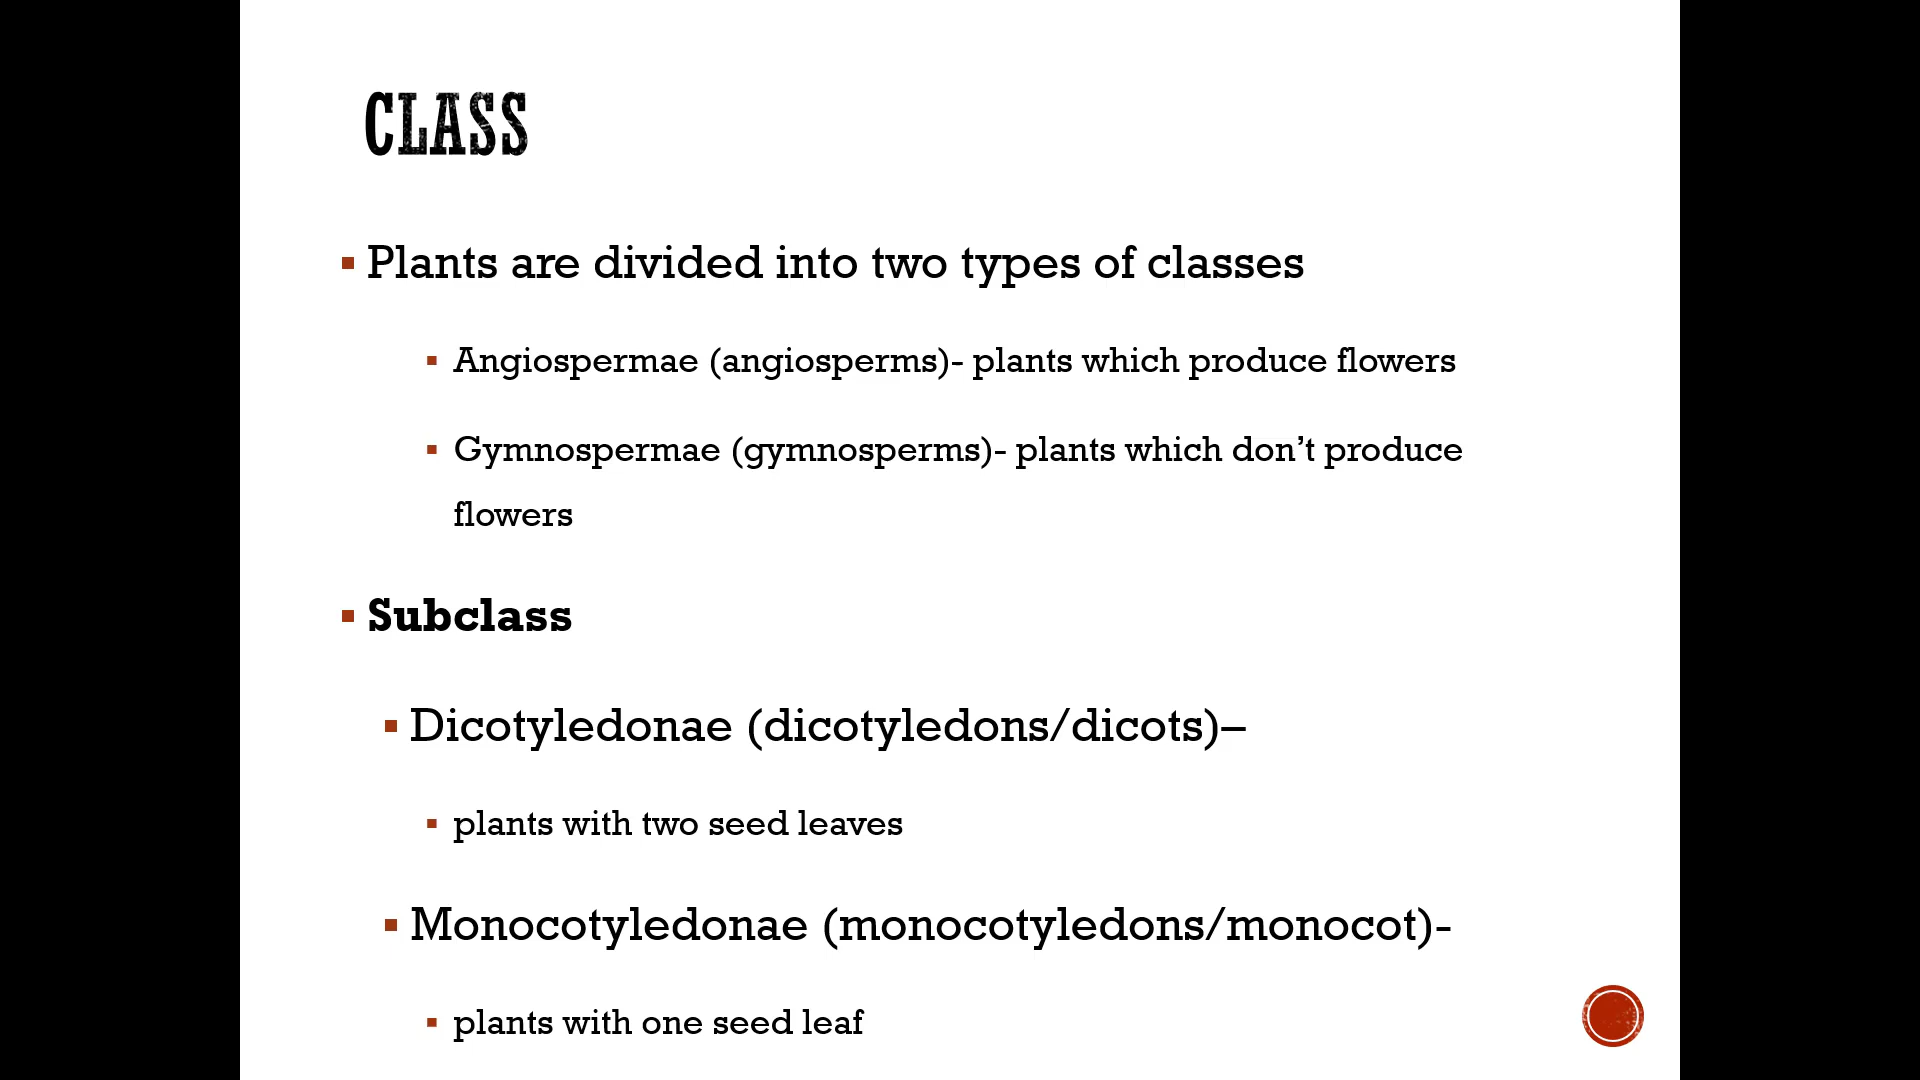 CLASS
Plants are divided into two types of classes
Angiospermae (angiosperms)- plants which produce flowers
Gymnospermae (gymnosperms)- plants which don’t produce
flowers
Subclass
Dicotyledonae (dicotyledons/dicots)–
plants with two seed leaves
Monocotyledonae (monocotyledons/monocot)-
plants with one seed leaf